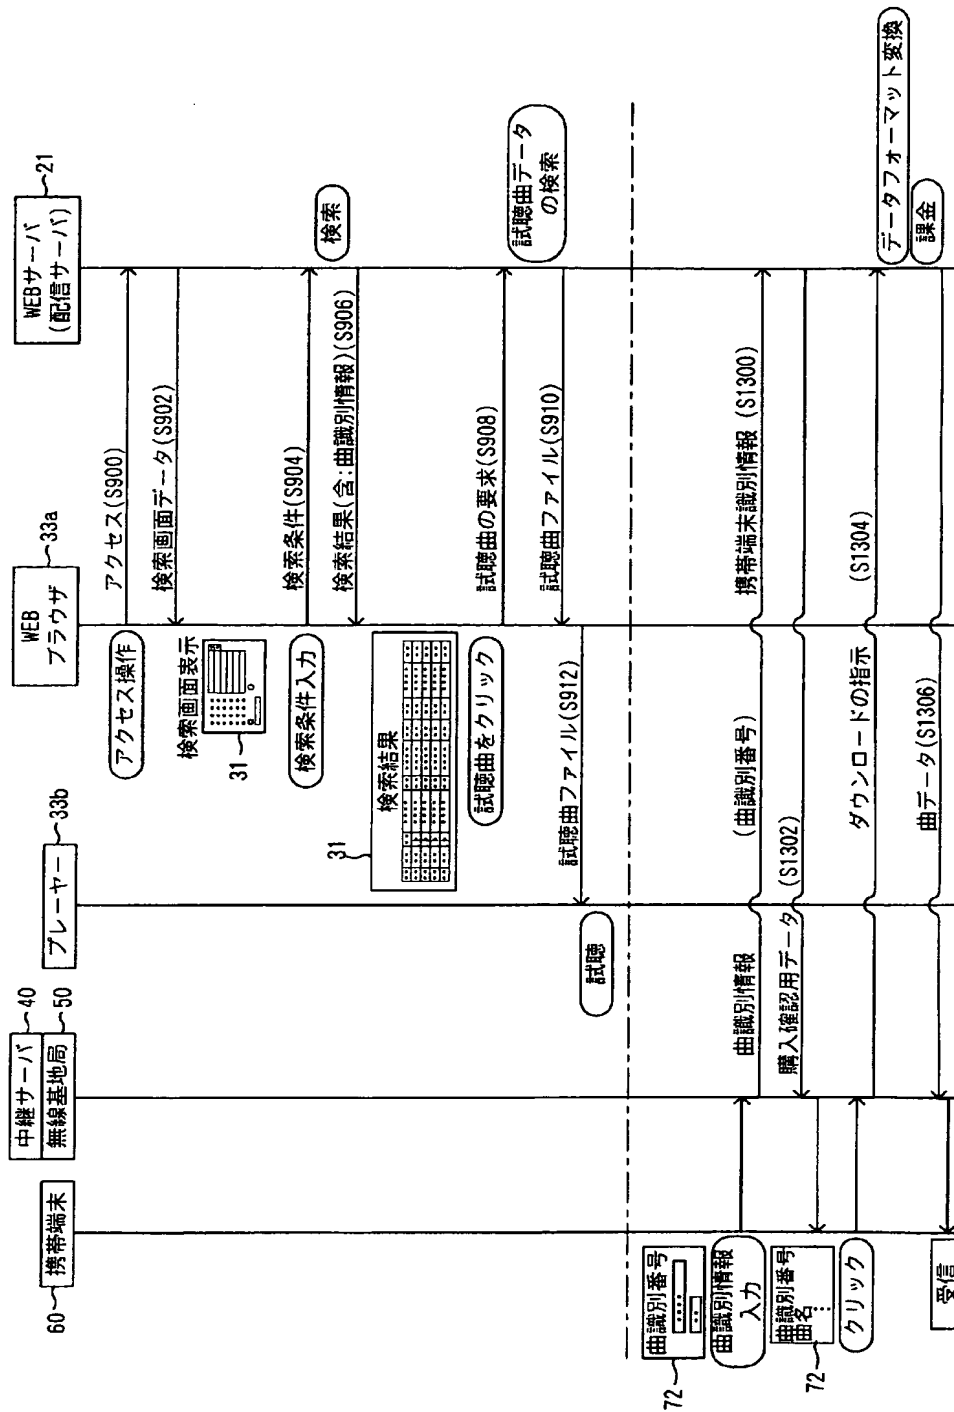 60
携帯端末
中継サーバ
40
無線基地局
50
プレーヤー
33b
WEB
ブラウザ
33a
WEBサーバ
(配信サーバ)
21
アクセス操作
アクセス(S900)
検索画面データ(S902)
検索画面表示
31
検索条件入力
検索条件(S904)
検索
検索結果(含:曲識別情報)(S906)
検索結果
31
試聴曲をクリック
試聴曲の要求(S908)
試聴曲データ
の検索
試聴曲ファイル(S910)
試聴曲ファイル(S912)
試聴
曲識別番号
72
曲識別情報
入力
曲識別情報
(曲識別番号)
携帯端末識別情報 (S1300)
購入確認用データ (S1302)
曲識別番号
曲名
72
クリック
ダウンロードの指示
(S1304)
データフォーマット変換
課金
曲データ(S1306)
受信